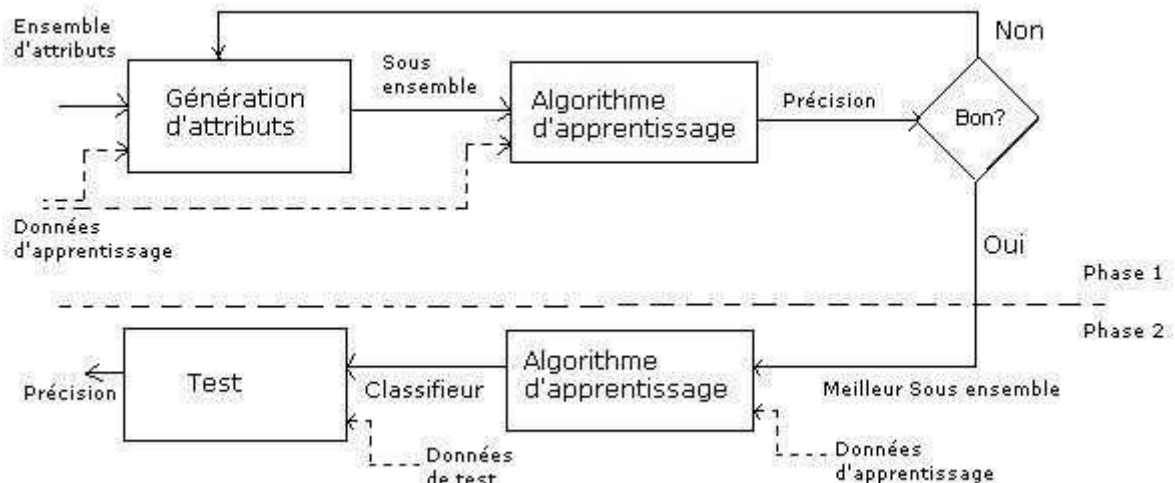 Ensemble
d'attributs
Non
Sous
ensemble
Génération
d'attributs
Algorithme
d'apprentissage
Précision
Bon?
Données
d'apprentissage
Oui
Phase 1
Phase 2
Précision
Test
Classifieur
Algorithme
d'apprentissage
Meilleur Sous ensemble
Données
de test
Données
d'apprentissage